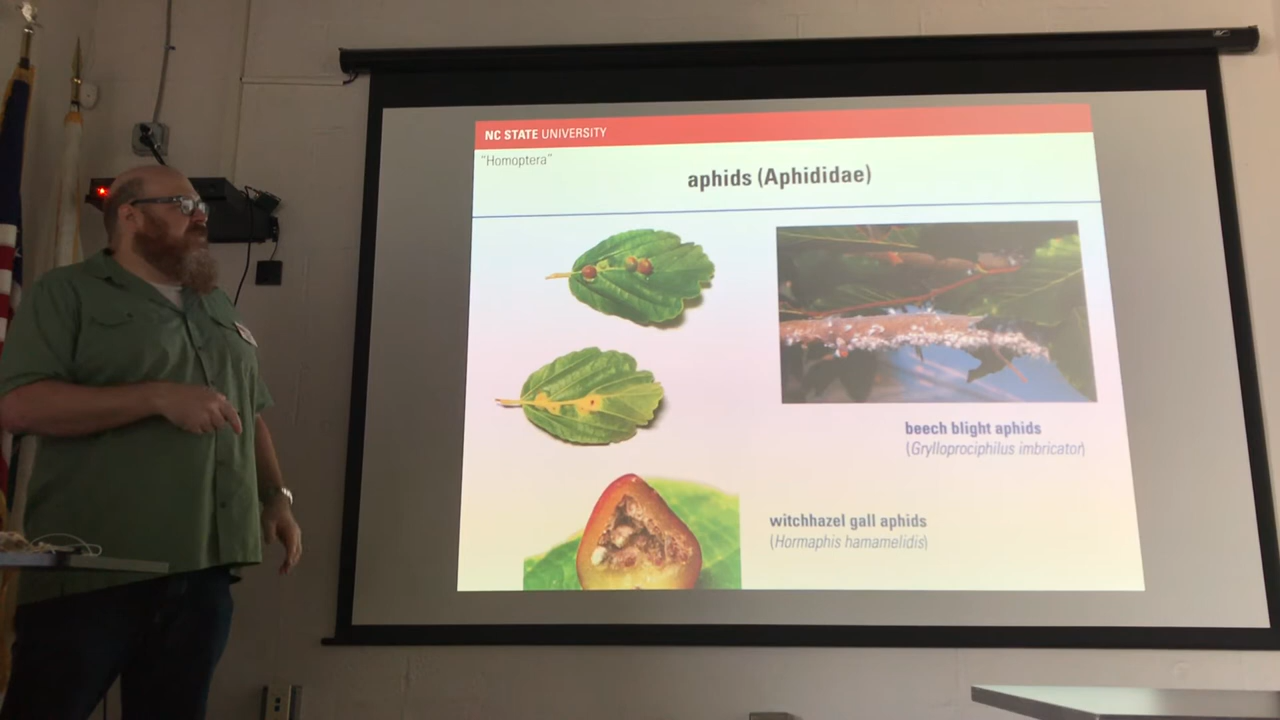 NC STATE UNIVERSITY
"Homoptera"
aphids (Aphididae)
beech blight aphids
(Grylloprociphilus imbricator)
witchhazel gall aphids
(Hormaphis hamamelidis)